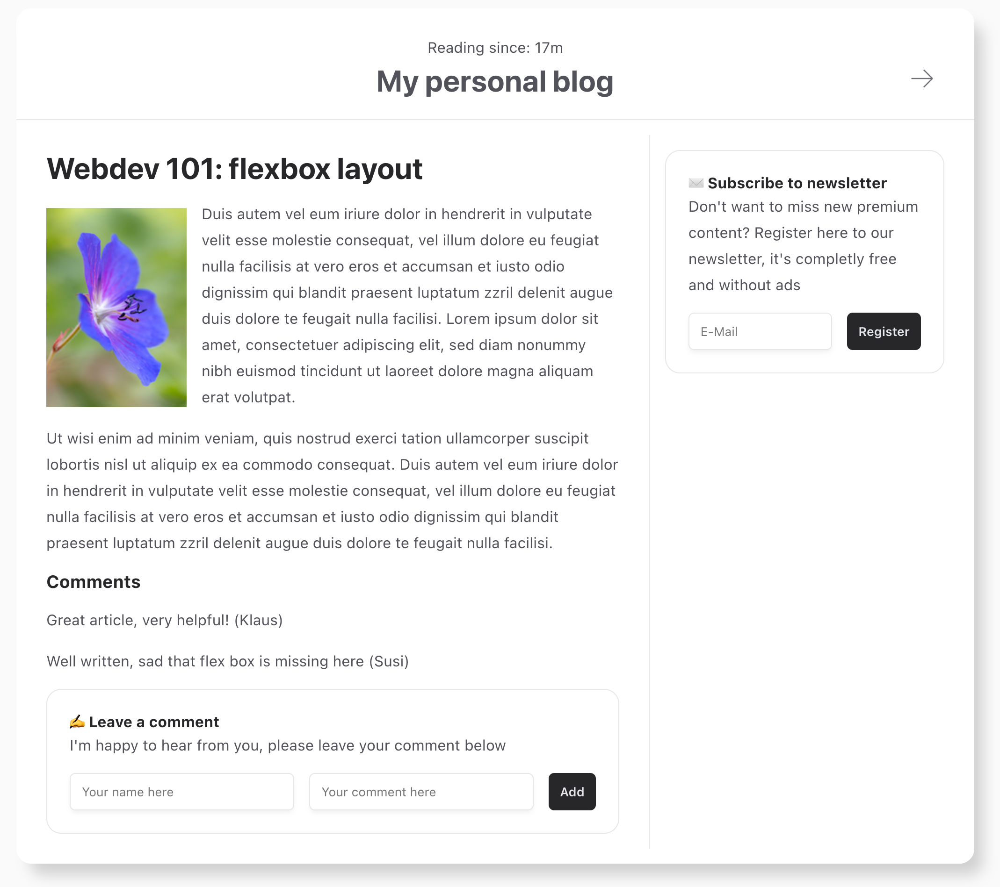 Reading since: 17m
My personal blog
Webdev 101: flexbox layout
Duis autem vel eum iriure dolor in hendrerit in vulputate
velit esse molestie consequat, vel illum dolore eu feugiat
nulla facilisis at vero eros et accumsan et iusto odio
dignissim qui blandit praesent luptatum zzril delenit augue
duis dolore te feugait nulla facilisi. Lorem ipsum dolor sit
amet, consectetuer adipiscing elit, sed diam nonummy
nibh euismod tincidunt ut laoreet dolore magna aliquam
erat volutpat.
Ut wisi enim ad minim veniam, quis nostrud exerci tation ullamcorper suscipit
lobortis nisl ut aliquip ex ea commodo consequat. Duis autem vel eum iriure dolor
in hendrerit in vulputate velit esse molestie consequat, vel illum dolore eu feugiat
nulla facilisis at vero eros et accumsan et iusto odio dignissim qui blandit
praesent luptatum zzril delenit augue duis dolore te feugait nulla facilisi.
Comments
Great article, very helpful! (Klaus)
Well written, sad that flex box is missing here (Susi)
✍️ Leave a comment
I'm happy to hear from you, please leave your comment below
Your name here
Your comment here
Add
✉️ Subscribe to newsletter
Don't want to miss new premium
content? Register here to our
newsletter, it's completly free
and without ads
E-Mail
Register